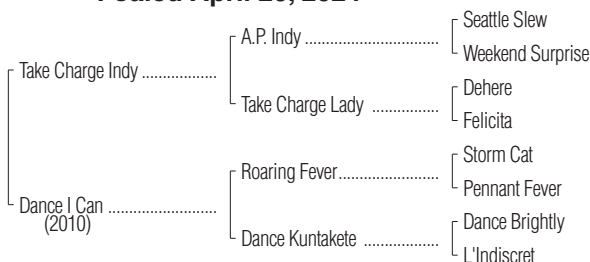 Seattle Slew
A.P. Indy ........................................
Weekend Surprise
Take Charge Indy ....................
Dehere
Take Charge Lady ..................
Felicita
Storm Cat
Roaring Fever...........................
Pennant Fever
Dance I Can .............................
(2010)
Dance Brightly
Dance Kuntakete ....................
L'Indiscret